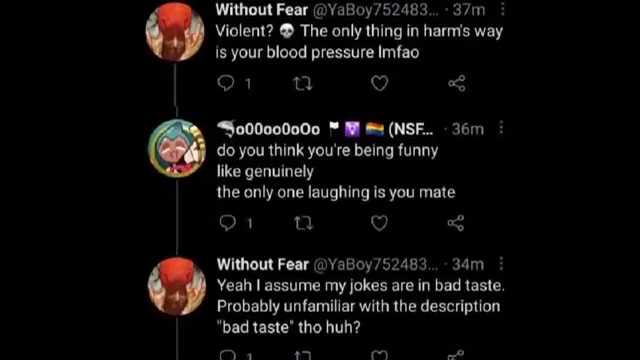 Without Fear @YaBoy752483... · 37m
Violent? 💀 The only thing in harm's way
is your blood pressure lmfao
1
🐬o00oo0oOo 🏴 (NSF... · 36m
do you think you're being funny
like genuinely
the only one laughing is you mate
1
Without Fear @YaBoy752483... · 34m
Yeah I assume my jokes are in bad taste.
Probably unfamiliar with the description
"bad taste" tho huh?
1